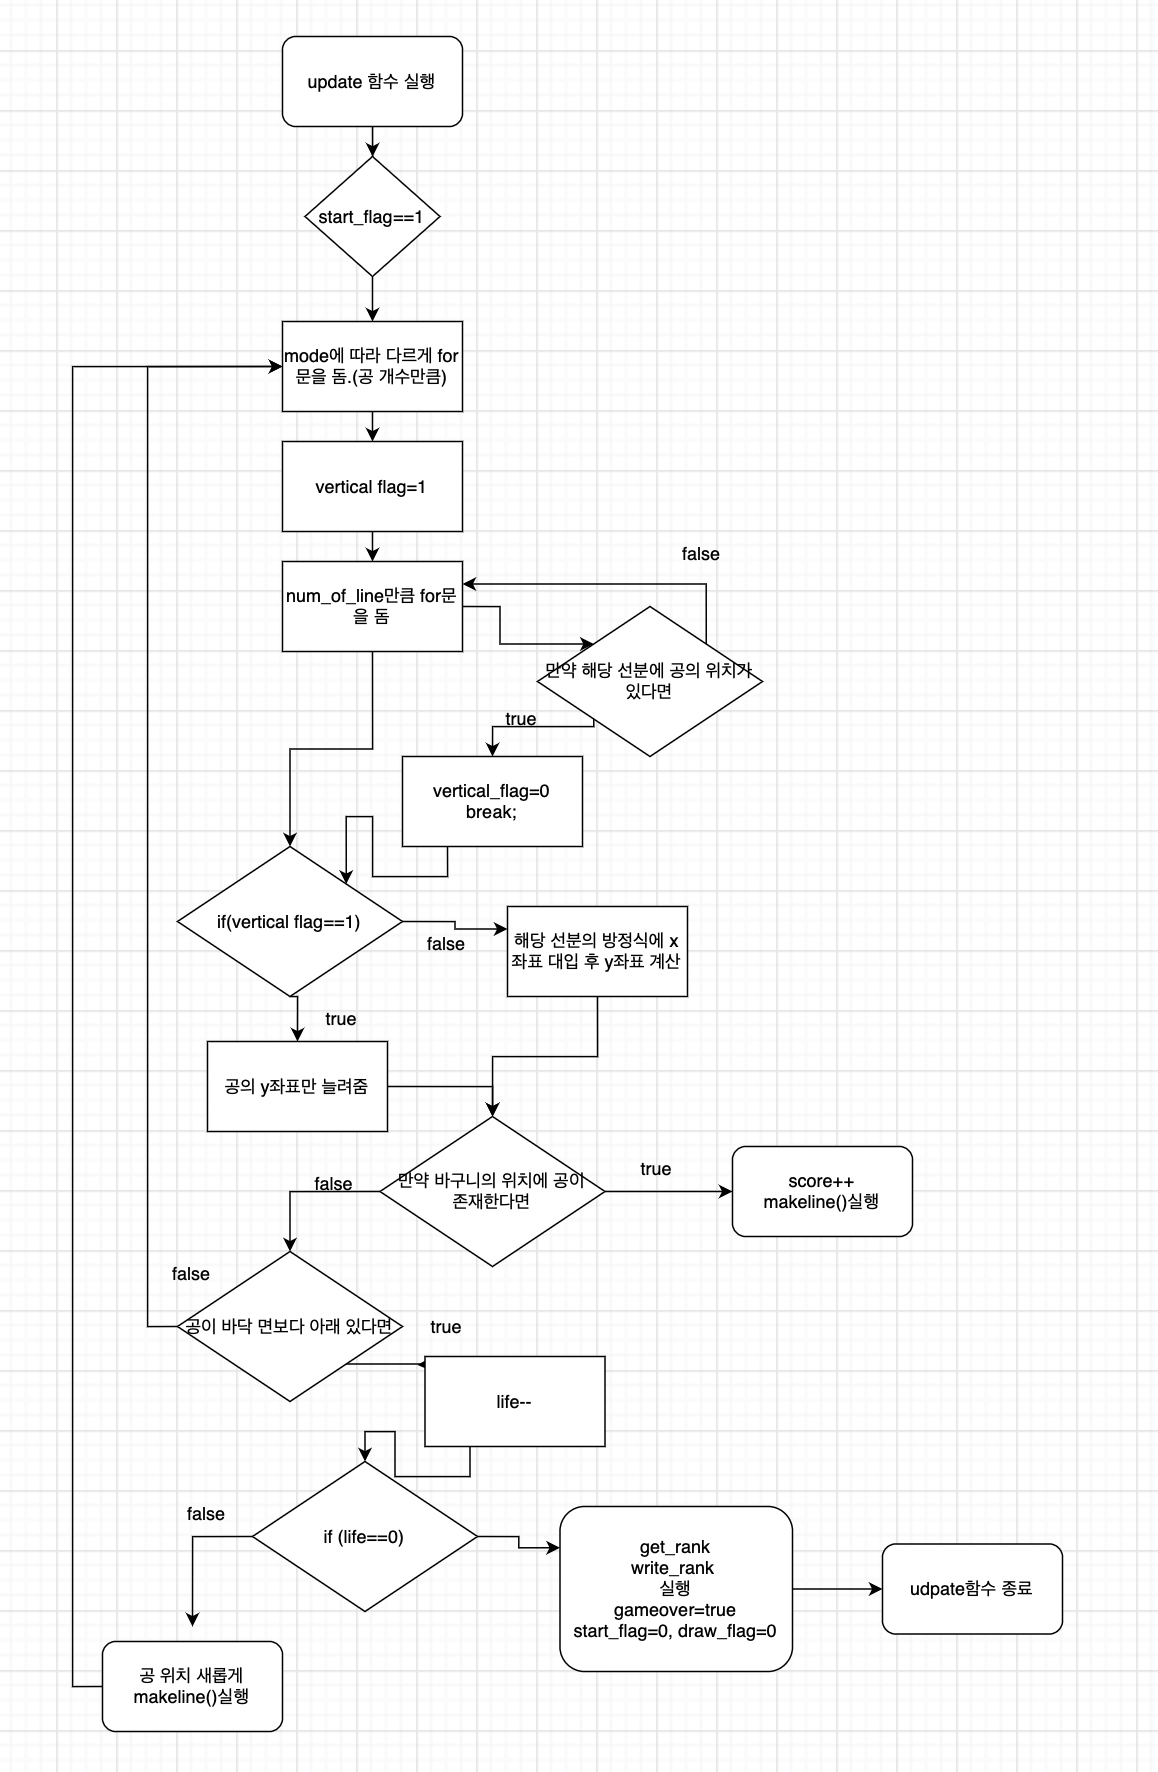 update 함수 실행
start_flag==1
mode에 따라 다르게 for
문을 돔.(공 개수만큼)
vertical flag=1
false
num_of_line만큼 for문
을 돔
만약 해당 선분에 공의 위치가
있다면
true
vertical_flag=0
break;
if(vertical flag==1)
false
해당 선분의 방정식에 x
좌표 대입 후 y좌표 계산
true
공의 y좌표만 늘려줌
만약 바구니의 위치에 공이
존재한다면
true
score++
makeline()실행
false
false
공이 바닥 면보다 아래 있다면
true
life--
false
if (life==0)
get_rank
write_rank
실행
gameover=true
start_flag=0, draw_flag=0
udpate함수 종료
공 위치 새롭게
makeline()실행